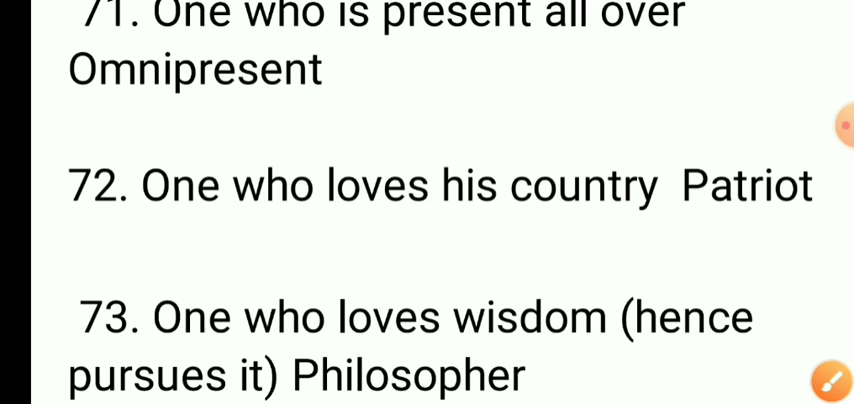 71. One who is present all over
Omnipresent
72. One who loves his country  Patriot
73. One who loves wisdom (hence
pursues it) Philosopher